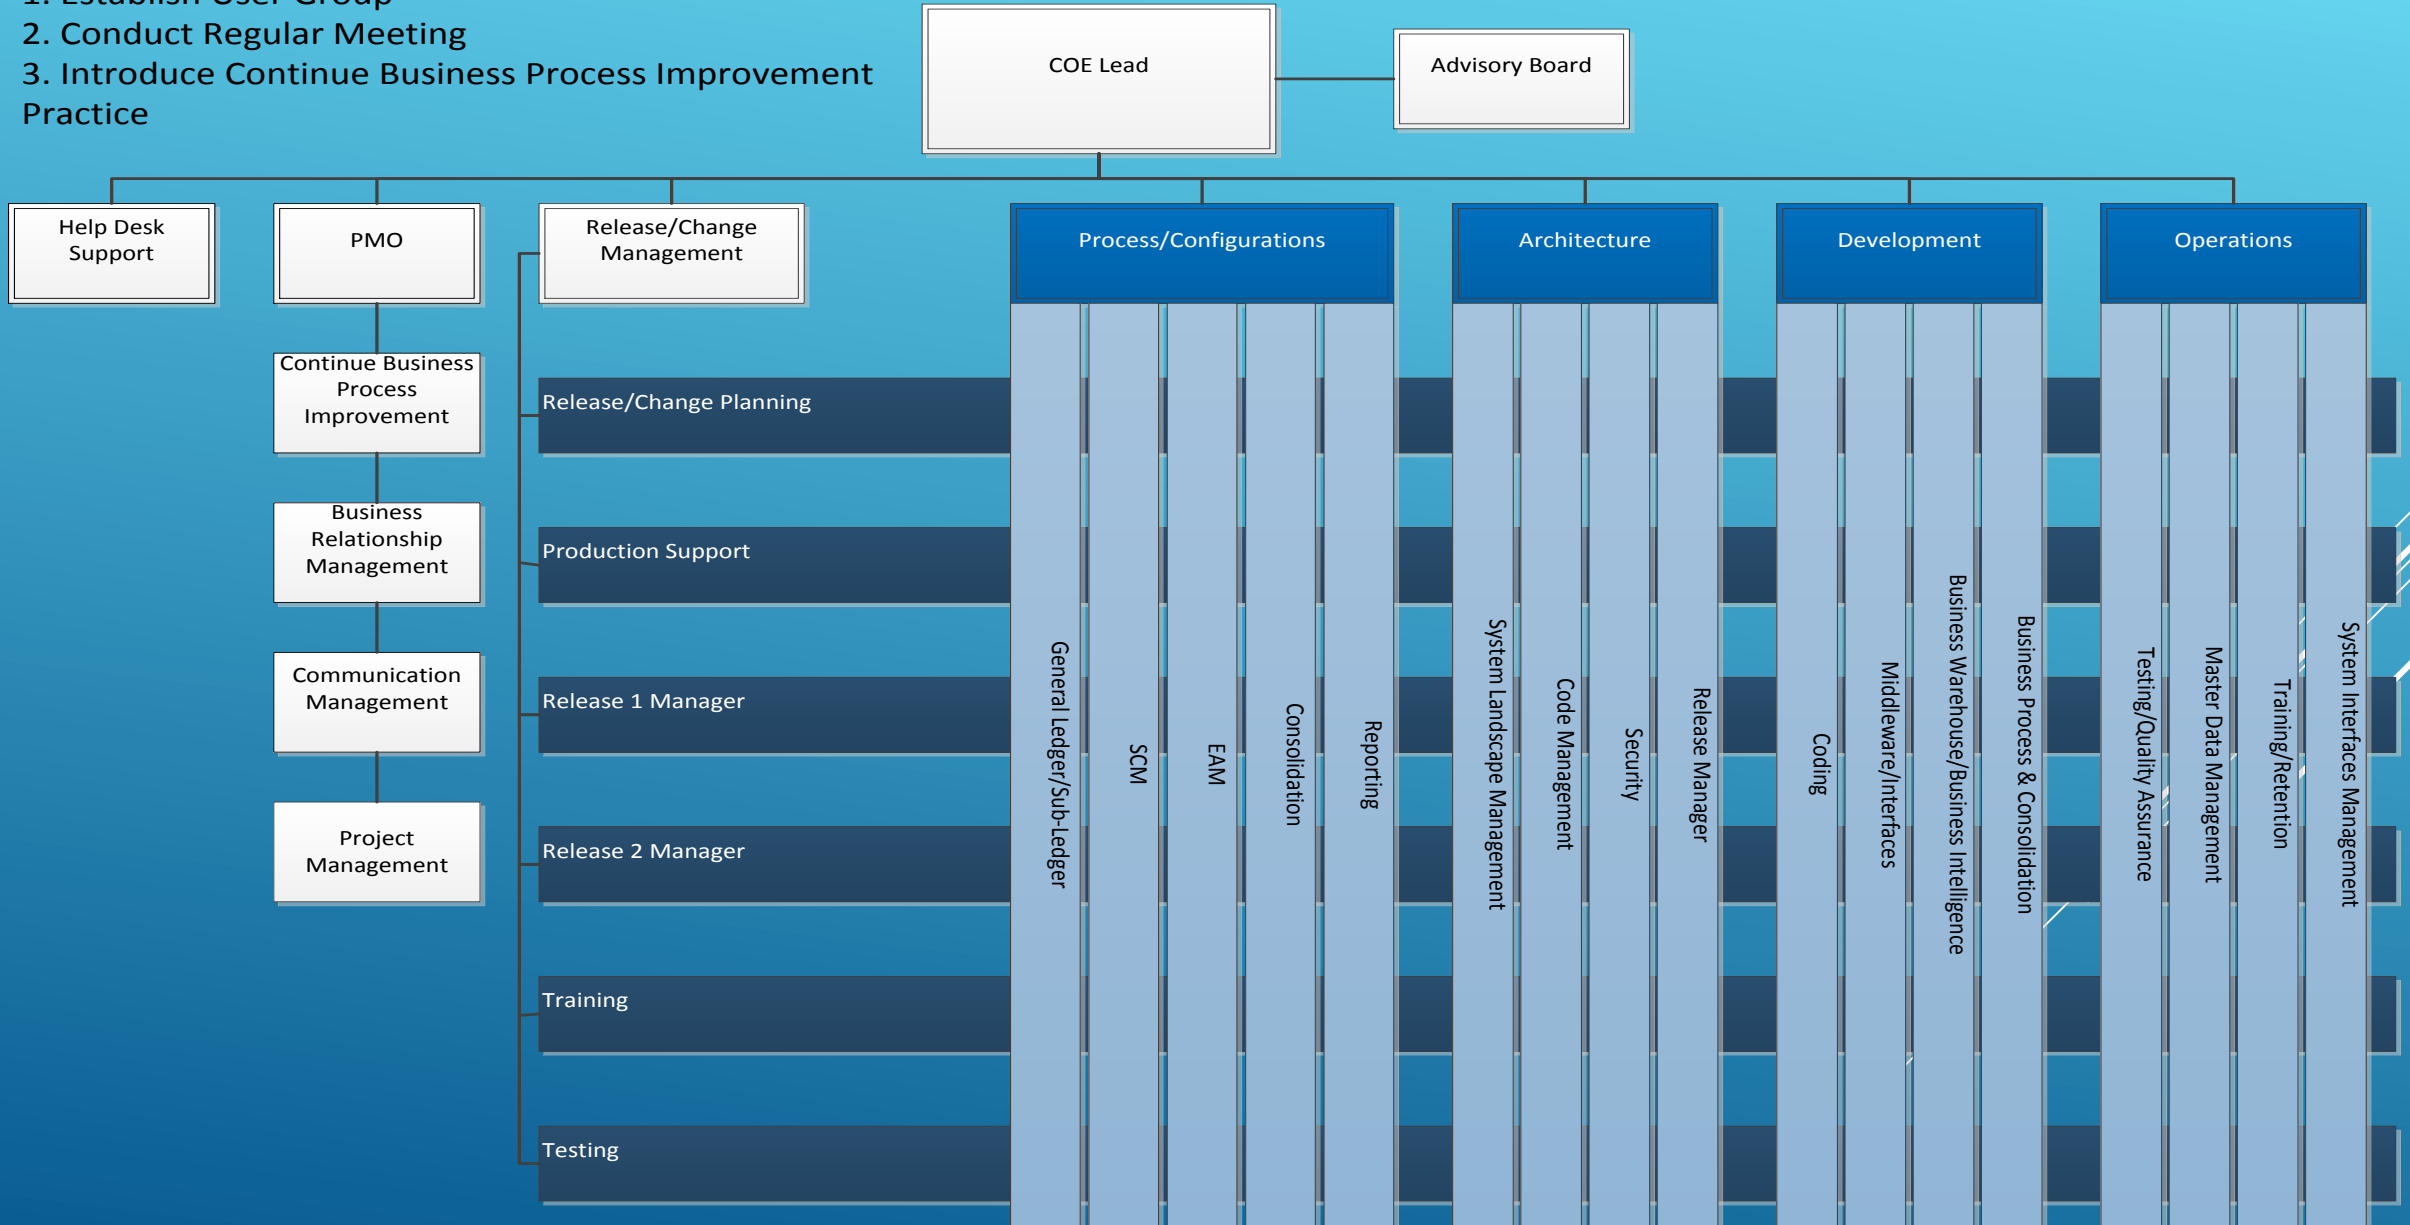 1. Establish User Group
2. Conduct Regular Meeting
3. Introduce Continue Business Process Improvement
Practice
COE Lead
Advisory Board
Help Desk
Support
PMO
Release/Change
Management
Process/Configurations
Architecture
Development
Operations
Continue Business
Process
Improvement
Business
Relationship
Management
Communication
Management
Project
Management
Release/Change Planning
Production Support
Release 1 Manager
Release 2 Manager
Training
Testing
General Ledger/Sub-Ledger
SCM
EAM
Consolidation
Reporting
System Landscape Management
Code Management
Security
Release Manager
Coding
Middleware/Interfaces
Business Warehouse/Business Intelligence
Business Process & Consolidation
Testing/Quality Assurance
Master Data Management
Training/Retention
System Interfaces Management